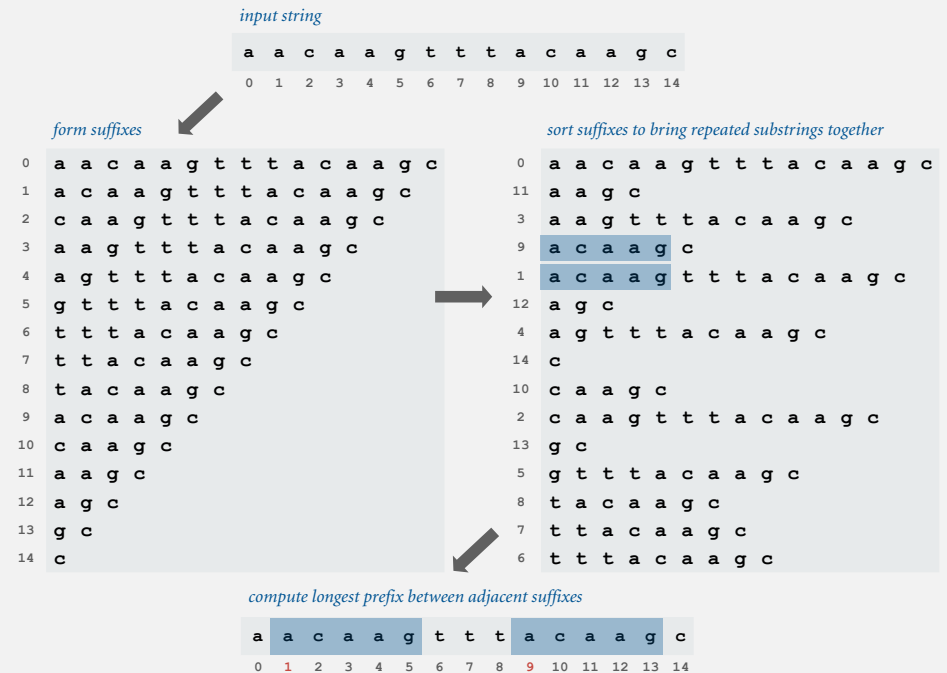 input string
a a c a a g t t t a c a a g c
0 1 2 3 4 5 6 7 8 9 10 11 12 13 14
form suffixes
0 a a c a a g t t t a c a a g c
1 a c a a g t t t a c a a g c
2 c a a g t t t a c a a g c
3 a a g t t t a c a a g c
4 a g t t t a c a a g c
5 g t t t a c a a g c
6 t t t a c a a g c
7 t t a c a a g c
8 t a c a a g c
9 a c a a g c
10 c a a g c
11 a a g c
12 a g c
13 g c
14 c
sort suffixes to bring repeated substrings together
0 a a c a a g t t t a c a a g c
11 a a g c
3 a a g t t t a c a a g c
9 a c a a g c
1 a c a a g t t t a c a a g c
12 a g c
4 a g t t t a c a a g c
14 c
10 c a a g c
2 c a a g t t t a c a a g c
13 g c
5 g t t t a c a a g c
8 t a c a a g c
7 t t a c a a g c
6 t t t a c a a g c
compute longest prefix between adjacent suffixes
a a c a a g t t t a c a a g c
0 1 2 3 4 5 6 7 8 9 10 11 12 13 14